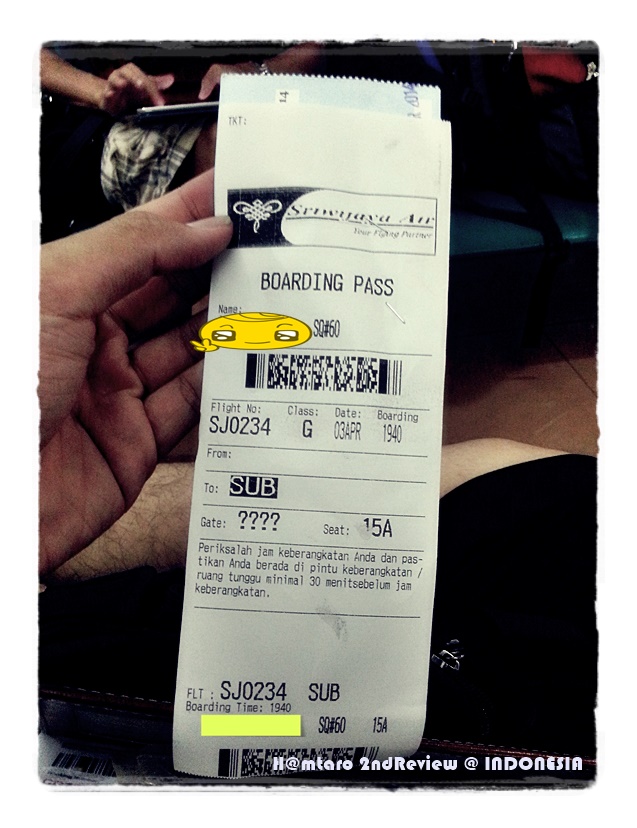 14
TKT:
Sriwijaya Air
Your Flying Partner
BOARDING PASS
Name:
SQ#60
Flight No: Class: Date: Boarding
SJ0234 G 03APR 1940
From:
To: SUB
Gate: ???? Seat: 15A
Periksalah jam keberangkatan Anda dan pas-
tikan Anda berada di pintu keberangkatan /
ruang tunggu minimal 30 menitsebelum jam
keberangkatan.
FLT : SJ0234 SUB
Boarding Time: 1940
SQ#60 15A
H@mtaro 2ndReview @ INDONESIA